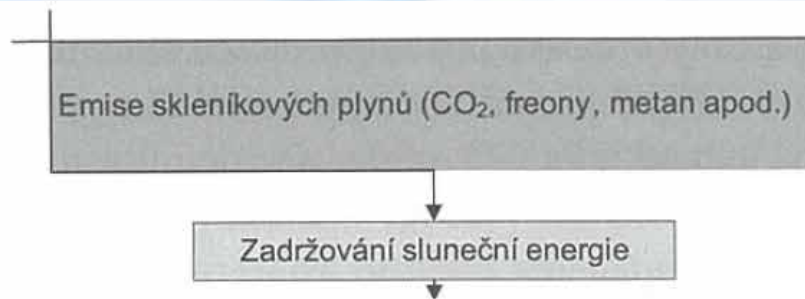 Emise skleníkových plynů (CO₂, freony, metan apod.)
Zadržování sluneční energie